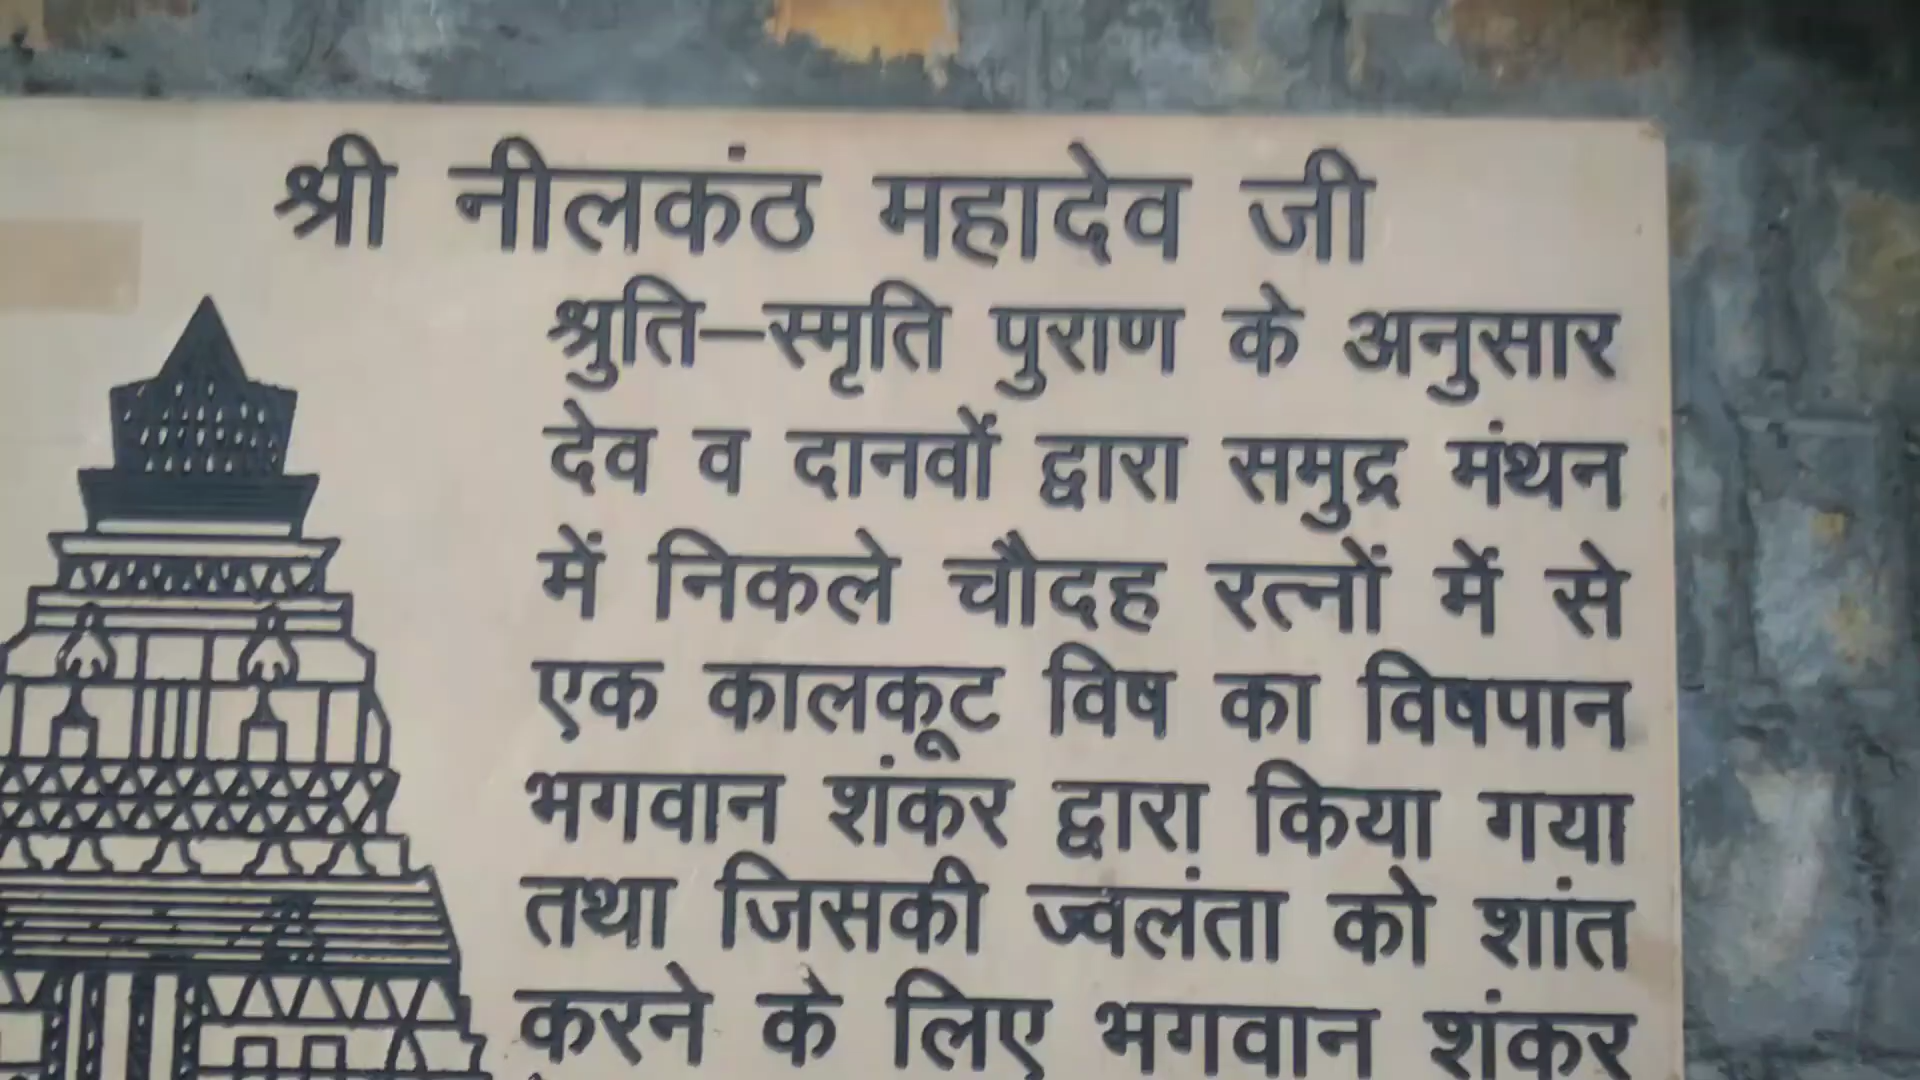 श्री नीलकंठ महादेव जी
श्रुति–स्मृति पुराण के अनुसार
देव व दानवों द्वारा समुद्र मंथन
में निकले चौदह रत्नों में से
एक कालकूट विष का विषपान
भगवान शंकर द्वारा किया गया
तथा जिसकी ज्वलंता को शांत
करने के लिए भगवान शंकर